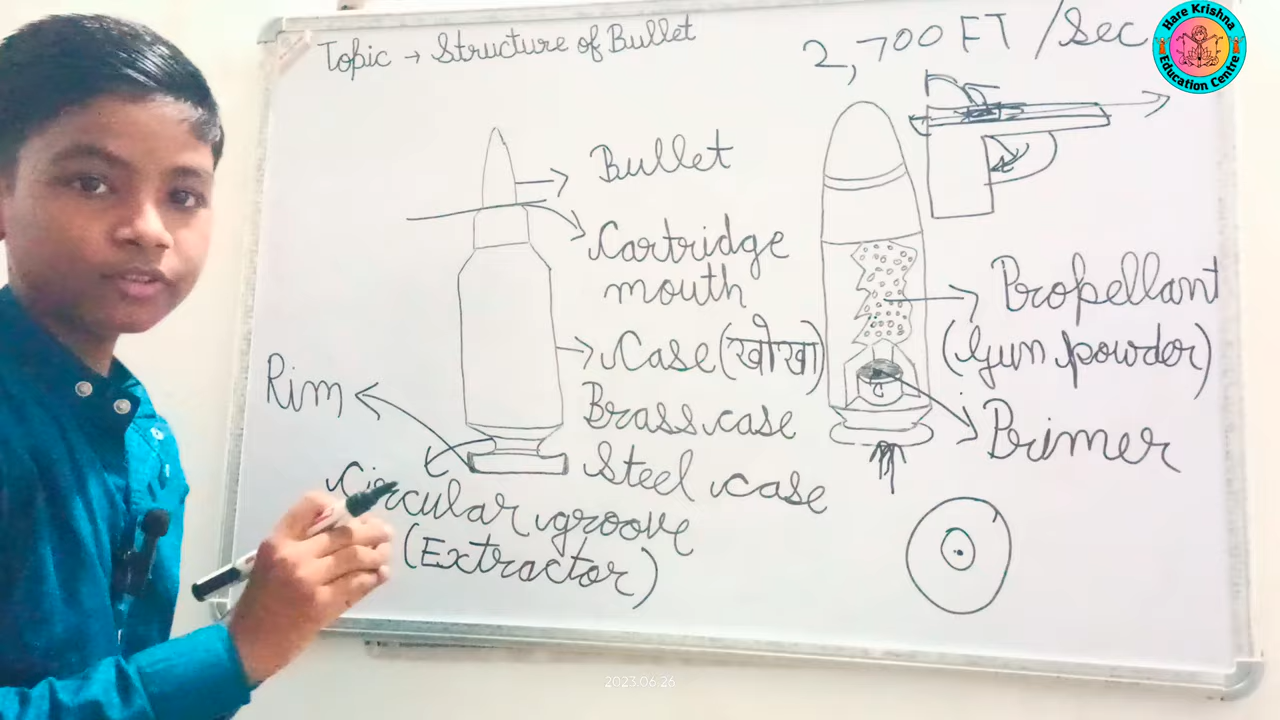 Topic → Structure of Bullet
2,700 FT /Sec
Hare Krishna
Education Centre
Bullet
Cartridge
mouth
Case (खोखा)
Brass case
Steel case
Rim
Circular groove
(Extractor)
Propellant
(Gun powder)
Primer
G
2023.06.26